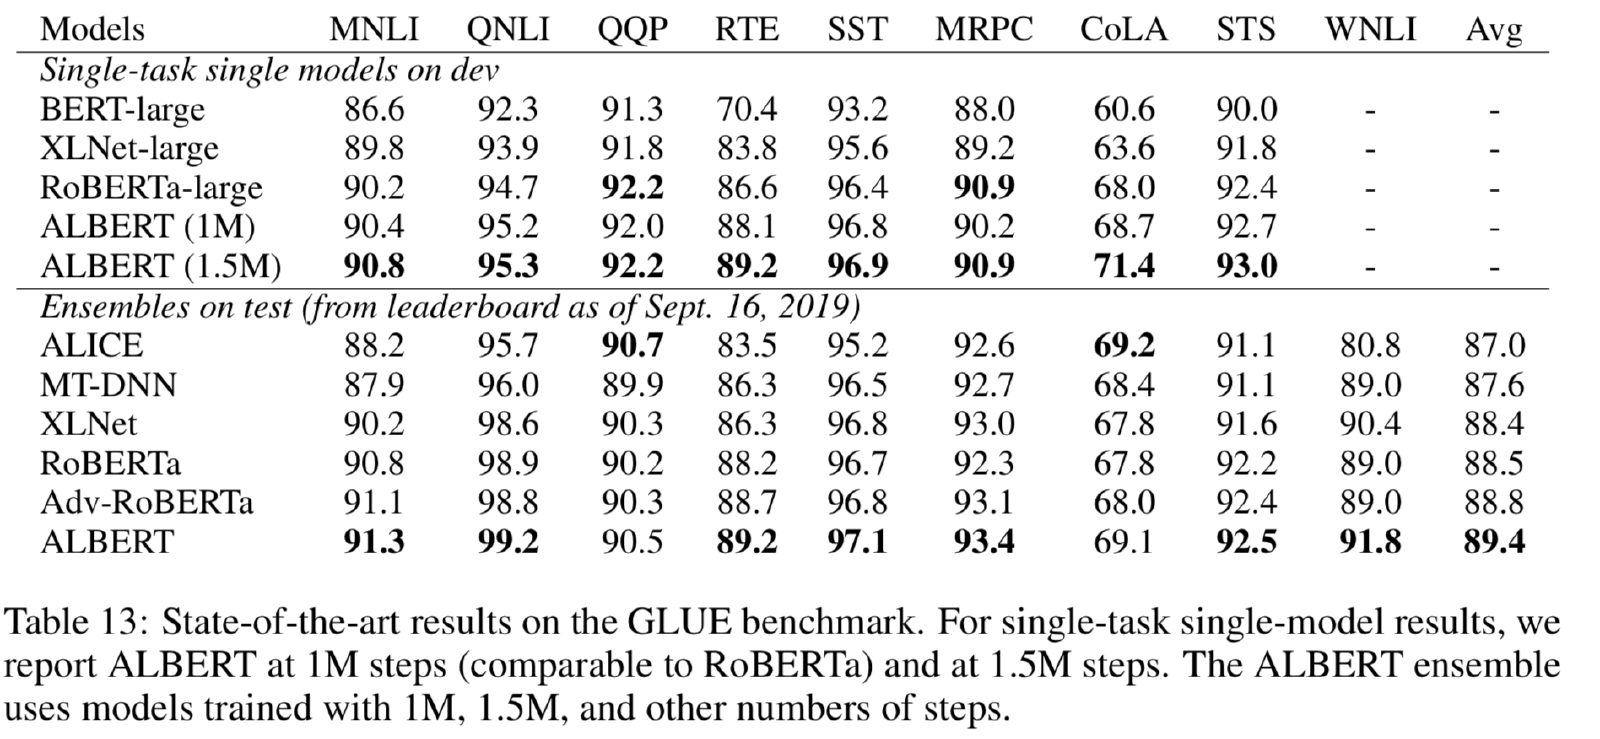 Models MNLI QNLI QQP RTE SST MRPC CoLA STS WNLI Avg
Single-task single models on dev
BERT-large 86.6 92.3 91.3 70.4 93.2 88.0 60.6 90.0 - -
XLNet-large 89.8 93.9 91.8 83.8 95.6 89.2 63.6 91.8 - -
RoBERTa-large 90.2 94.7 92.2 86.6 96.4 90.9 68.0 92.4 - -
ALBERT (1M) 90.4 95.2 92.0 88.1 96.8 90.2 68.7 92.7 - -
ALBERT (1.5M) 90.8 95.3 92.2 89.2 96.9 90.9 71.4 93.0 - -
Ensembles on test (from leaderboard as of Sept. 16, 2019)
ALICE 88.2 95.7 90.7 83.5 95.2 92.6 69.2 91.1 80.8 87.0
MT-DNN 87.9 96.0 89.9 86.3 96.5 92.7 68.4 91.1 89.0 87.6
XLNet 90.2 98.6 90.3 86.3 96.8 93.0 67.8 91.6 90.4 88.4
RoBERTa 90.8 98.9 90.2 88.2 96.7 92.3 67.8 92.2 89.0 88.5
Adv-RoBERTa 91.1 98.8 90.3 88.7 96.8 93.1 68.0 92.4 89.0 88.8
ALBERT 91.3 99.2 90.5 89.2 97.1 93.4 69.1 92.5 91.8 89.4
Table 13: State-of-the-art results on the GLUE benchmark. For single-task single-model results, we
report ALBERT at 1M steps (comparable to RoBERTa) and at 1.5M steps. The ALBERT ensemble
uses models trained with 1M, 1.5M, and other numbers of steps.